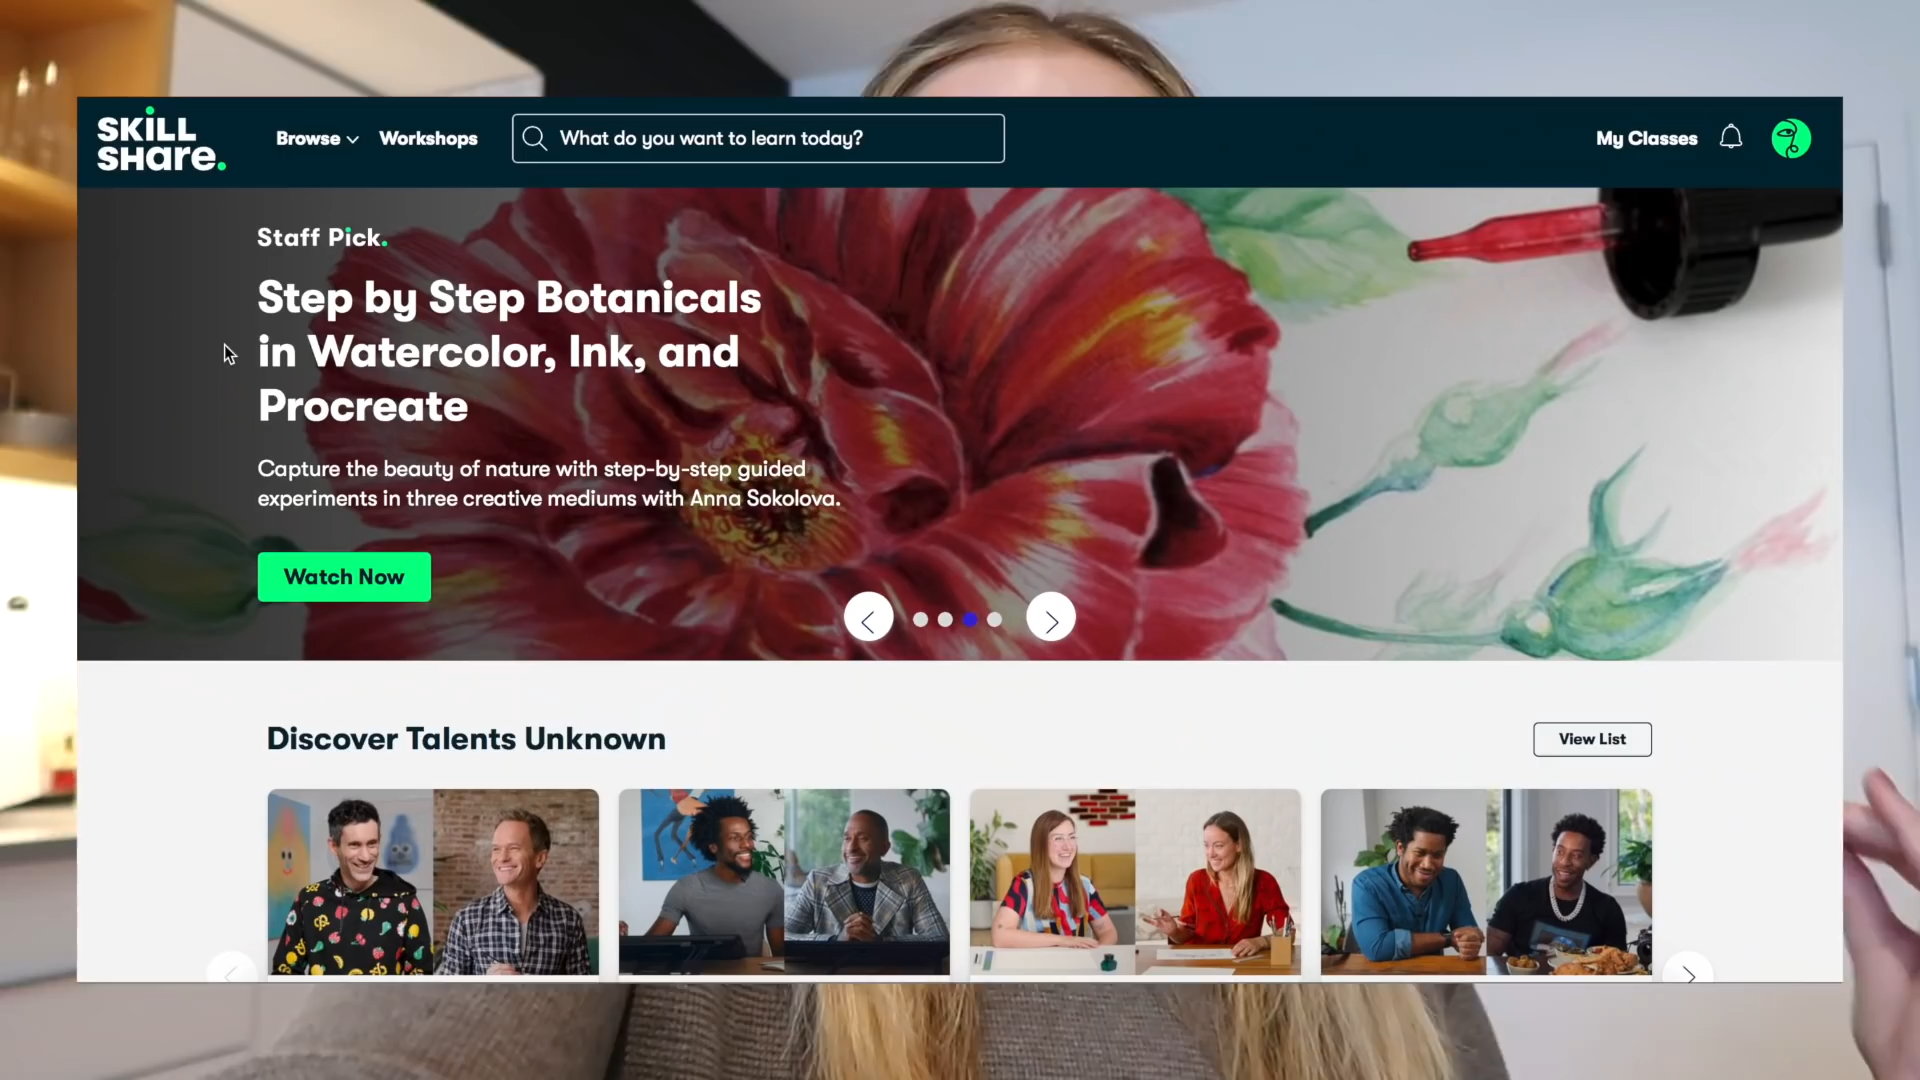 SKILL
SHare.
Browse
Workshops
What do you want to learn today?
My Classes
Staff Pick.
Step by Step Botanicals
in Watercolor, Ink, and
Procreate
Capture the beauty of nature with step-by-step guided
experiments in three creative mediums with Anna Sokolova.
Watch Now
Discover Talents Unknown
View List